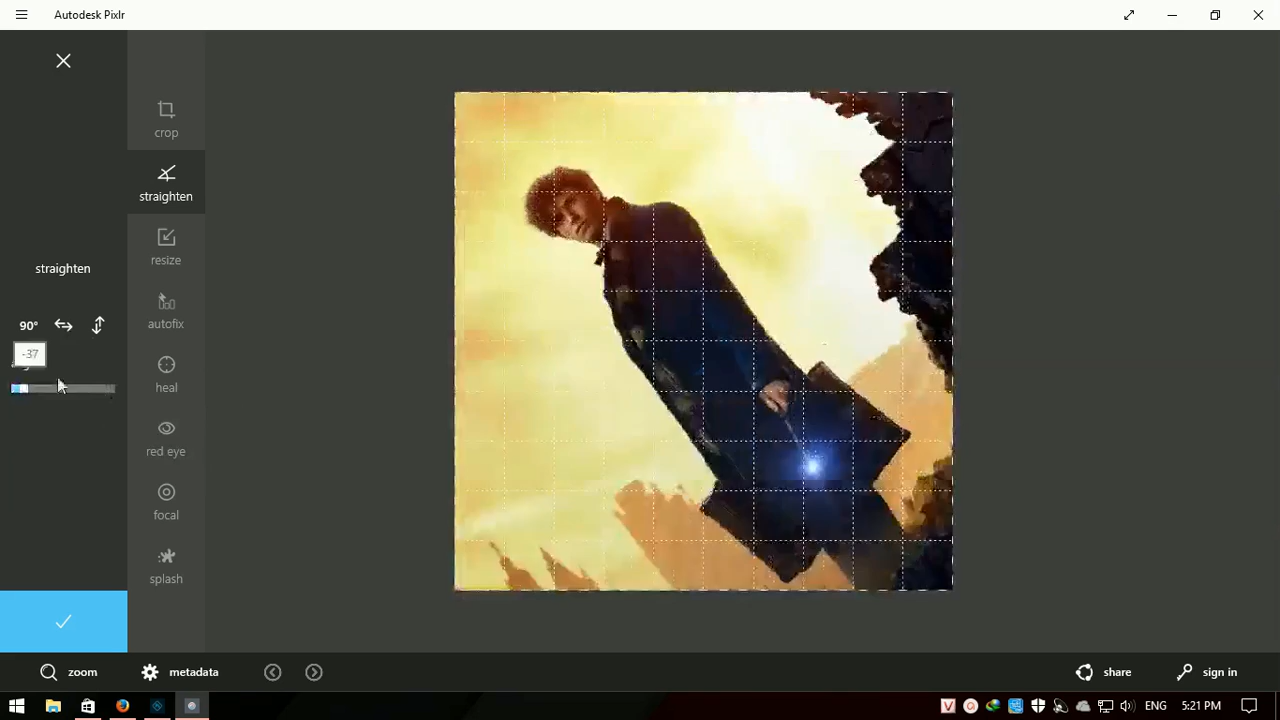 Autodesk Pixlr
crop
straighten
resize
autofix
heal
red eye
focal
splash
straighten
90°
-37
zoom
metadata
share
sign in
ENG
5:21 PM